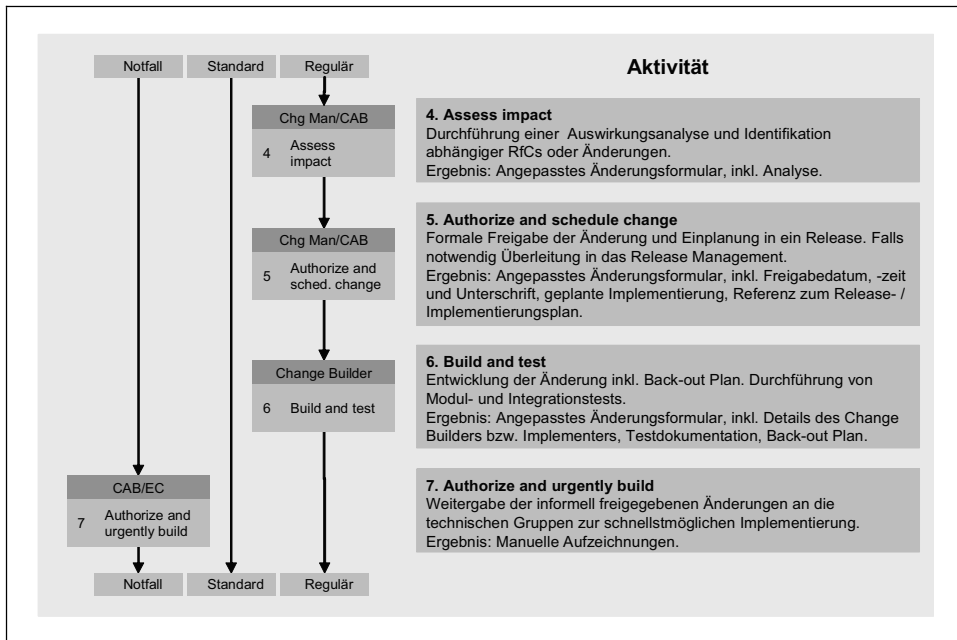 Notfall
Standard
Regulär
Aktivität
Chg Man/CAB
4 Assess
impact
4. Assess impact
Durchführung einer Auswirkungsanalyse und Identifikation
abhängiger RfCs oder Änderungen.
Ergebnis: Angepasstes Änderungsformular, inkl. Analyse.
Chg Man/CAB
5 Authorize and
sched. change
5. Authorize and schedule change
Formale Freigabe der Änderung und Einplanung in ein Release. Falls
notwendig Überleitung in das Release Management.
Ergebnis: Angepasstes Änderungsformular, inkl. Freigabedatum, -zeit
und Unterschrift, geplante Implementierung, Referenz zum Release- /
Implementierungsplan.
Change Builder
6 Build and test
6. Build and test
Entwicklung der Änderung inkl. Back-out Plan. Durchführung von
Modul- und Integrationstests.
Ergebnis: Angepasstes Änderungsformular, inkl. Details des Change
Builders bzw. Implementers, Testdokumentation, Back-out Plan.
CAB/EC
7 Authorize and
urgently build
7. Authorize and urgently build
Weitergabe der informell freigegebenen Änderungen an die
technischen Gruppen zur schnellstmöglichen Implementierung.
Ergebnis: Manuelle Aufzeichnungen.
Notfall
Standard
Regulär